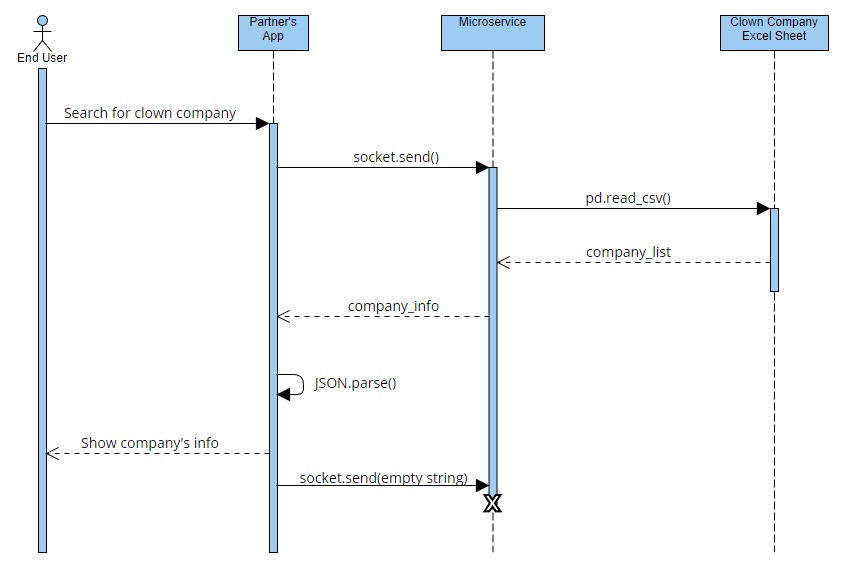 End User
Partner's
App
Microservice
Clown Company
Excel Sheet
Search for clown company
socket.send()
pd.read_csv()
company_list
company_info
JSON.parse()
Show company's info
socket.send(empty string)